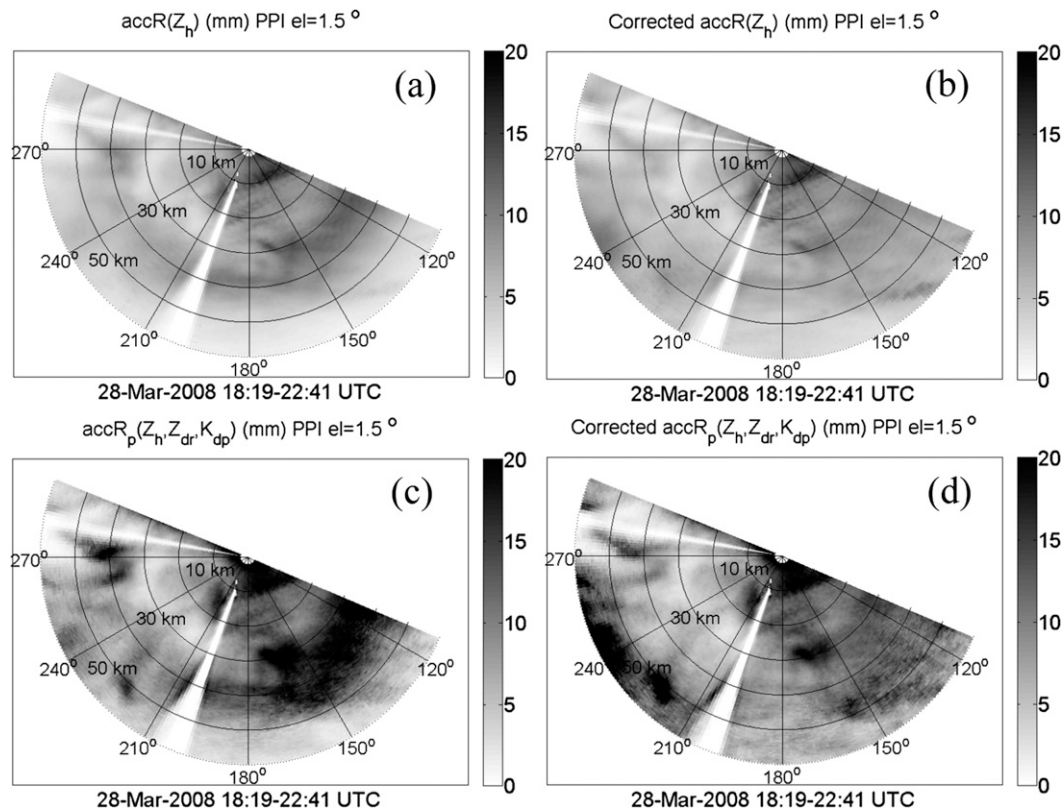 accR(Z_h) (mm) PPI el=1.5 °
(a)
20
15
10
5
0
270°
10 km
30 km
50 km
240°
210°
180°
150°
120°
28-Mar-2008 18:19-22:41 UTC
Corrected accR(Z_h) (mm) PPI el=1.5 °
(b)
20
15
10
5
0
270°
10 km
30 km
50 km
240°
210°
180°
150°
120°
28-Mar-2008 18:19-22:41 UTC
accR_p(Z_h,Z_dr,K_dp) (mm) PPI el=1.5 °
(c)
20
15
10
5
0
270°
10 km
30 km
50 km
240°
210°
180°
150°
120°
28-Mar-2008 18:19-22:41 UTC
Corrected accR_p(Z_h,Z_dr,K_dp) (mm) PPI el=1.5 °
(d)
20
15
10
5
0
270°
10 km
30 km
50 km
240°
210°
180°
150°
120°
28-Mar-2008 18:19-22:41 UTC